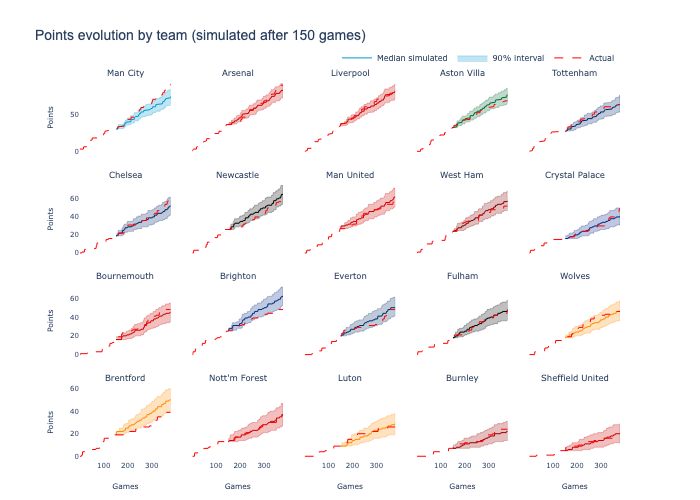 Points evolution by team (simulated after 150 games)
Median simulated 90% interval Actual
Man City Arsenal Liverpool Aston Villa Tottenham
Points
50
0
Chelsea Newcastle Man United West Ham Crystal Palace
Points
60
40
20
0
Bournemouth Brighton Everton Fulham Wolves
Points
60
40
20
0
Brentford Nott'm Forest Luton Burnley Sheffield United
Points
60
40
20
0
100 200 300 100 200 300 100 200 300 100 200 300 100 200 300
Games Games Games Games Games